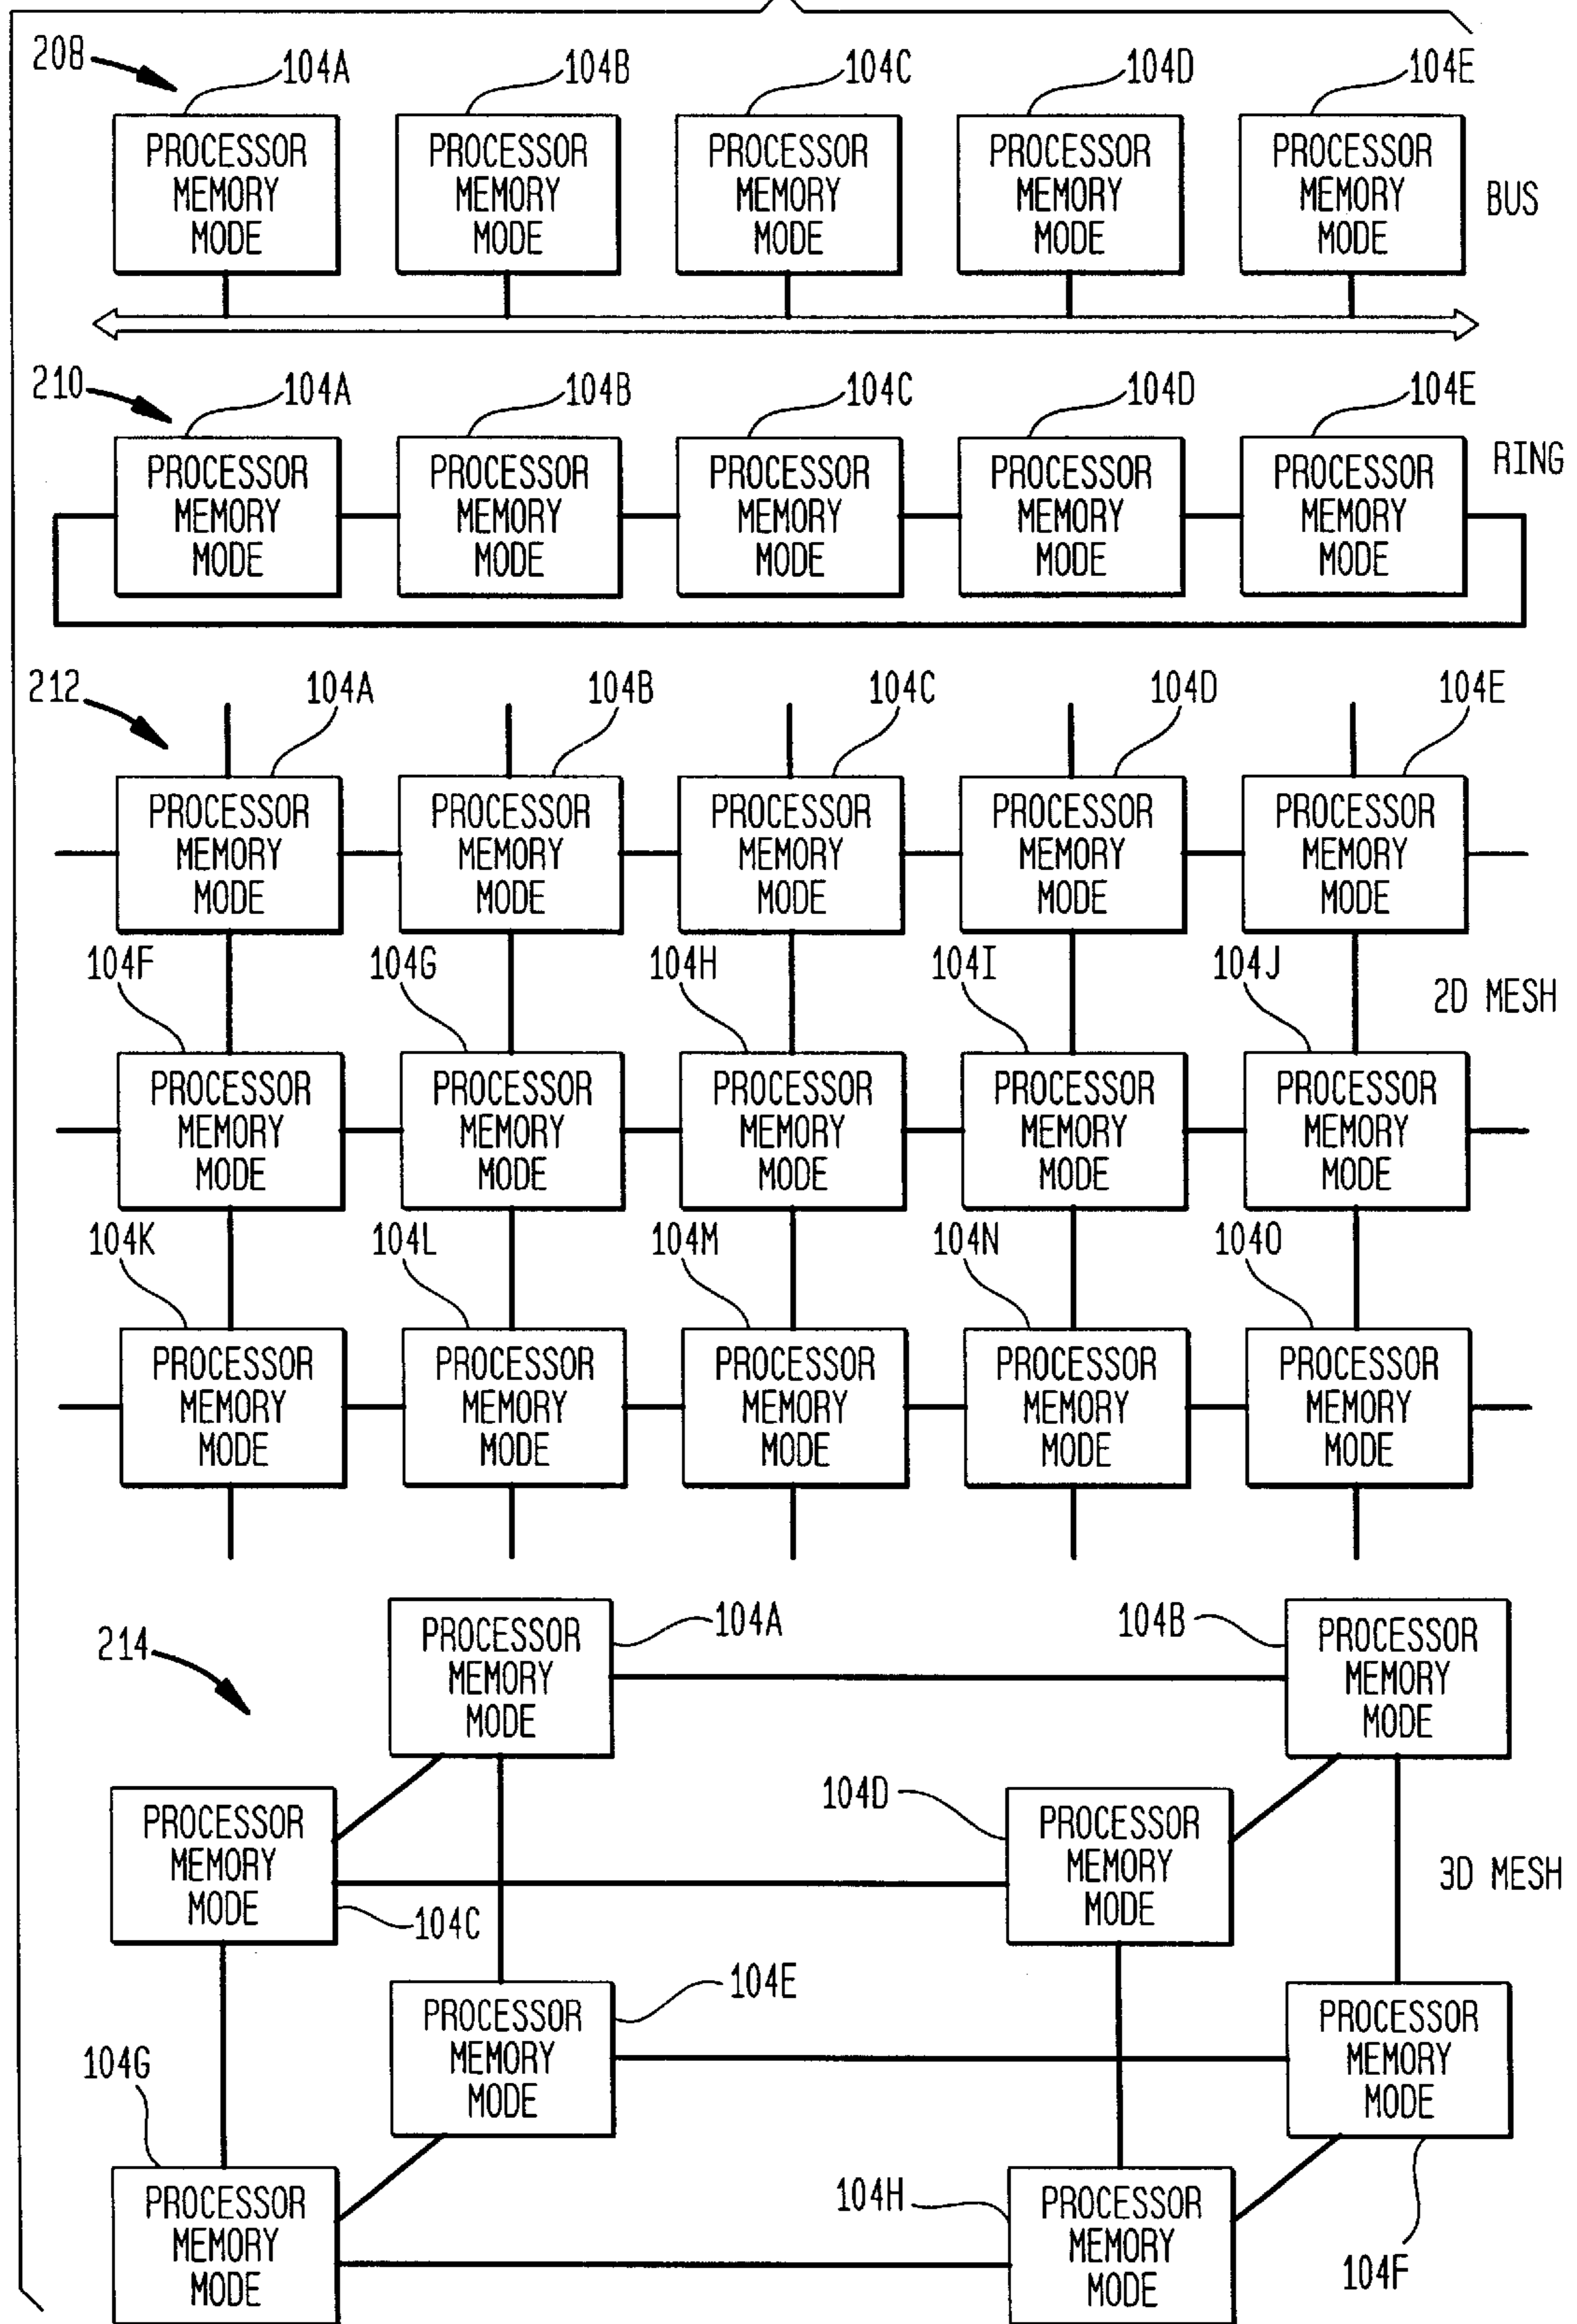 208
104A
104B
104C
104D
104E
PROCESSOR
MEMORY
MODE
PROCESSOR
MEMORY
MODE
PROCESSOR
MEMORY
MODE
PROCESSOR
MEMORY
MODE
PROCESSOR
MEMORY
MODE
BUS
210
104A
104B
104C
104D
104E
PROCESSOR
MEMORY
MODE
PROCESSOR
MEMORY
MODE
PROCESSOR
MEMORY
MODE
PROCESSOR
MEMORY
MODE
PROCESSOR
MEMORY
MODE
RING
212
104A
104B
104C
104D
104E
PROCESSOR
MEMORY
MODE
PROCESSOR
MEMORY
MODE
PROCESSOR
MEMORY
MODE
PROCESSOR
MEMORY
MODE
PROCESSOR
MEMORY
MODE
104F
104G
104H
104I
104J
2D MESH
PROCESSOR
MEMORY
MODE
PROCESSOR
MEMORY
MODE
PROCESSOR
MEMORY
MODE
PROCESSOR
MEMORY
MODE
PROCESSOR
MEMORY
MODE
104K
104L
104M
104N
104O
PROCESSOR
MEMORY
MODE
PROCESSOR
MEMORY
MODE
PROCESSOR
MEMORY
MODE
PROCESSOR
MEMORY
MODE
PROCESSOR
MEMORY
MODE
214
PROCESSOR
MEMORY
MODE
104A
104B
PROCESSOR
MEMORY
MODE
PROCESSOR
MEMORY
MODE
104C
104D
PROCESSOR
MEMORY
MODE
3D MESH
PROCESSOR
MEMORY
MODE
104E
PROCESSOR
MEMORY
MODE
104G
PROCESSOR
MEMORY
MODE
104H
PROCESSOR
MEMORY
MODE
104F